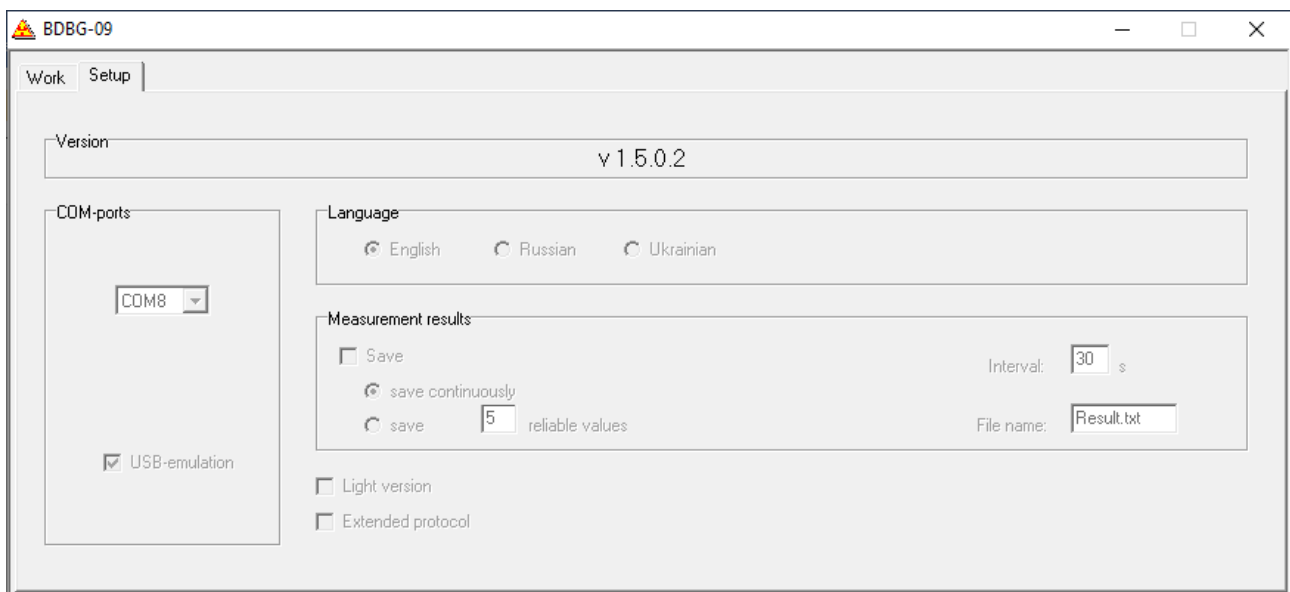 BDBG-09
Work Setup
Version
v 1.5.0.2
COM-ports
COM8
USB-emulation
Language
English Russian Ukrainian
Measurement results
Save
save continuously
save 5 reliable values
Interval: 30 s
File name: Result.txt
Light version
Extended protocol